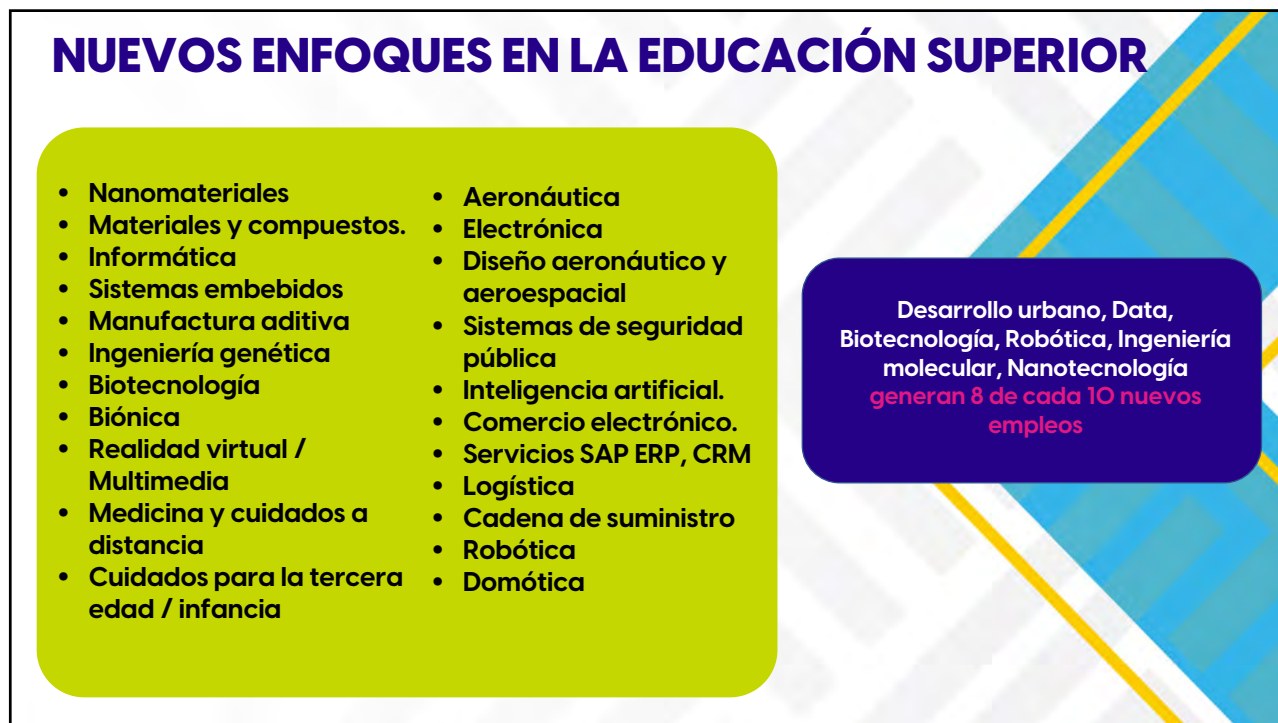 NUEVOS ENFOQUES EN LA EDUCACIÓN SUPERIOR
• Nanomateriales
• Materiales y compuestos.
• Informática
• Sistemas embebidos
• Manufactura aditiva
• Ingeniería genética
• Biotecnología
• Biónica
• Realidad virtual /
Multimedia
• Medicina y cuidados a
distancia
• Cuidados para la tercera
edad / infancia
• Aeronáutica
• Electrónica
• Diseño aeronáutico y
aeroespacial
• Sistemas de seguridad
pública
• Inteligencia artificial.
• Comercio electrónico.
• Servicios SAP ERP, CRM
• Logística
• Cadena de suministro
• Robótica
• Domótica
Desarrollo urbano, Data,
Biotecnología, Robótica, Ingeniería
molecular, Nanotecnología
generan 8 de cada 10 nuevos
empleos